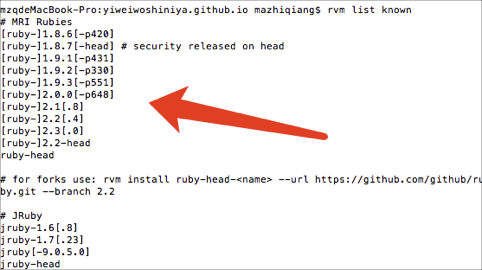 mzqdeMacBook-Pro:yiweiwoshiniya.github.io mazhiqiang$ rvm list known
# MRI Rubies
[ruby-]1.8.6[-p420]
[ruby-]1.8.7[-head] # security released on head
[ruby-]1.9.1[-p431]
[ruby-]1.9.2[-p330]
[ruby-]1.9.3[-p551]
[ruby-]2.0.0[-p648]
[ruby-]2.1[.8]
[ruby-]2.2[.4]
[ruby-]2.3[.0]
[ruby-]2.2-head
ruby-head
# for forks use: rvm install ruby-head-<name> --url https://github.com/github/ru
by.git --branch 2.2
# JRuby
jruby-1.6[.8]
jruby-1.7[.23]
jruby[-9.0.5.0]
jruby-head